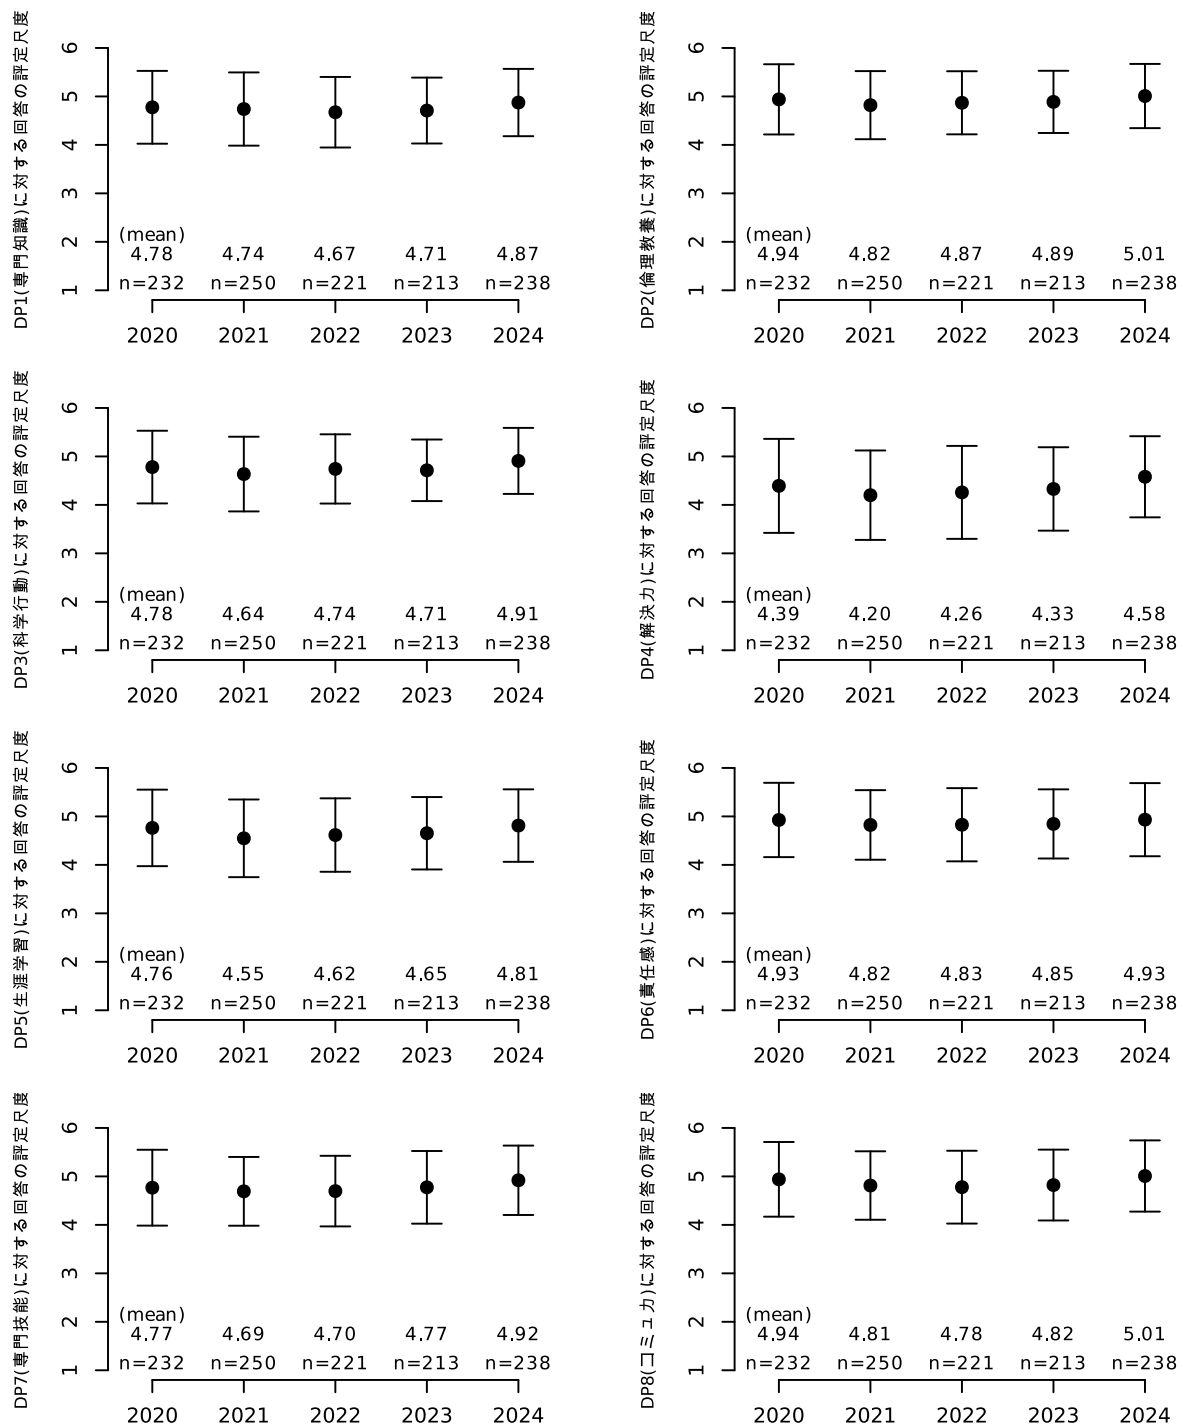 DP1(専門知識)に対する回答の評定尺度
6
5
4
3
2
1
(mean)
4.78 4.74 4.67 4.71 4.87
n=232 n=250 n=221 n=213 n=238
2020 2021 2022 2023 2024
DP2(倫理教養)に対する回答の評定尺度
6
5
4
3
2
1
(mean)
4.94 4.82 4.87 4.89 5.01
n=232 n=250 n=221 n=213 n=238
2020 2021 2022 2023 2024
DP3(科学行動)に対する回答の評定尺度
6
5
4
3
2
1
(mean)
4.78 4.64 4.74 4.71 4.91
n=232 n=250 n=221 n=213 n=238
2020 2021 2022 2023 2024
DP4(解決力)に対する回答の評定尺度
6
5
4
3
2
1
(mean)
4.39 4.20 4.26 4.33 4.58
n=232 n=250 n=221 n=213 n=238
2020 2021 2022 2023 2024
DP5(生涯学習)に対する回答の評定尺度
6
5
4
3
2
1
(mean)
4.76 4.55 4.62 4.65 4.81
n=232 n=250 n=221 n=213 n=238
2020 2021 2022 2023 2024
DP6(責任感)に対する回答の評定尺度
6
5
4
3
2
1
(mean)
4.93 4.82 4.83 4.85 4.93
n=232 n=250 n=221 n=213 n=238
2020 2021 2022 2023 2024
DP7(専門技能)に対する回答の評定尺度
6
5
4
3
2
1
(mean)
4.77 4.69 4.70 4.77 4.92
n=232 n=250 n=221 n=213 n=238
2020 2021 2022 2023 2024
DP8(コミュ力)に対する回答の評定尺度
6
5
4
3
2
1
(mean)
4.94 4.81 4.78 4.82 5.01
n=232 n=250 n=221 n=213 n=238
2020 2021 2022 2023 2024